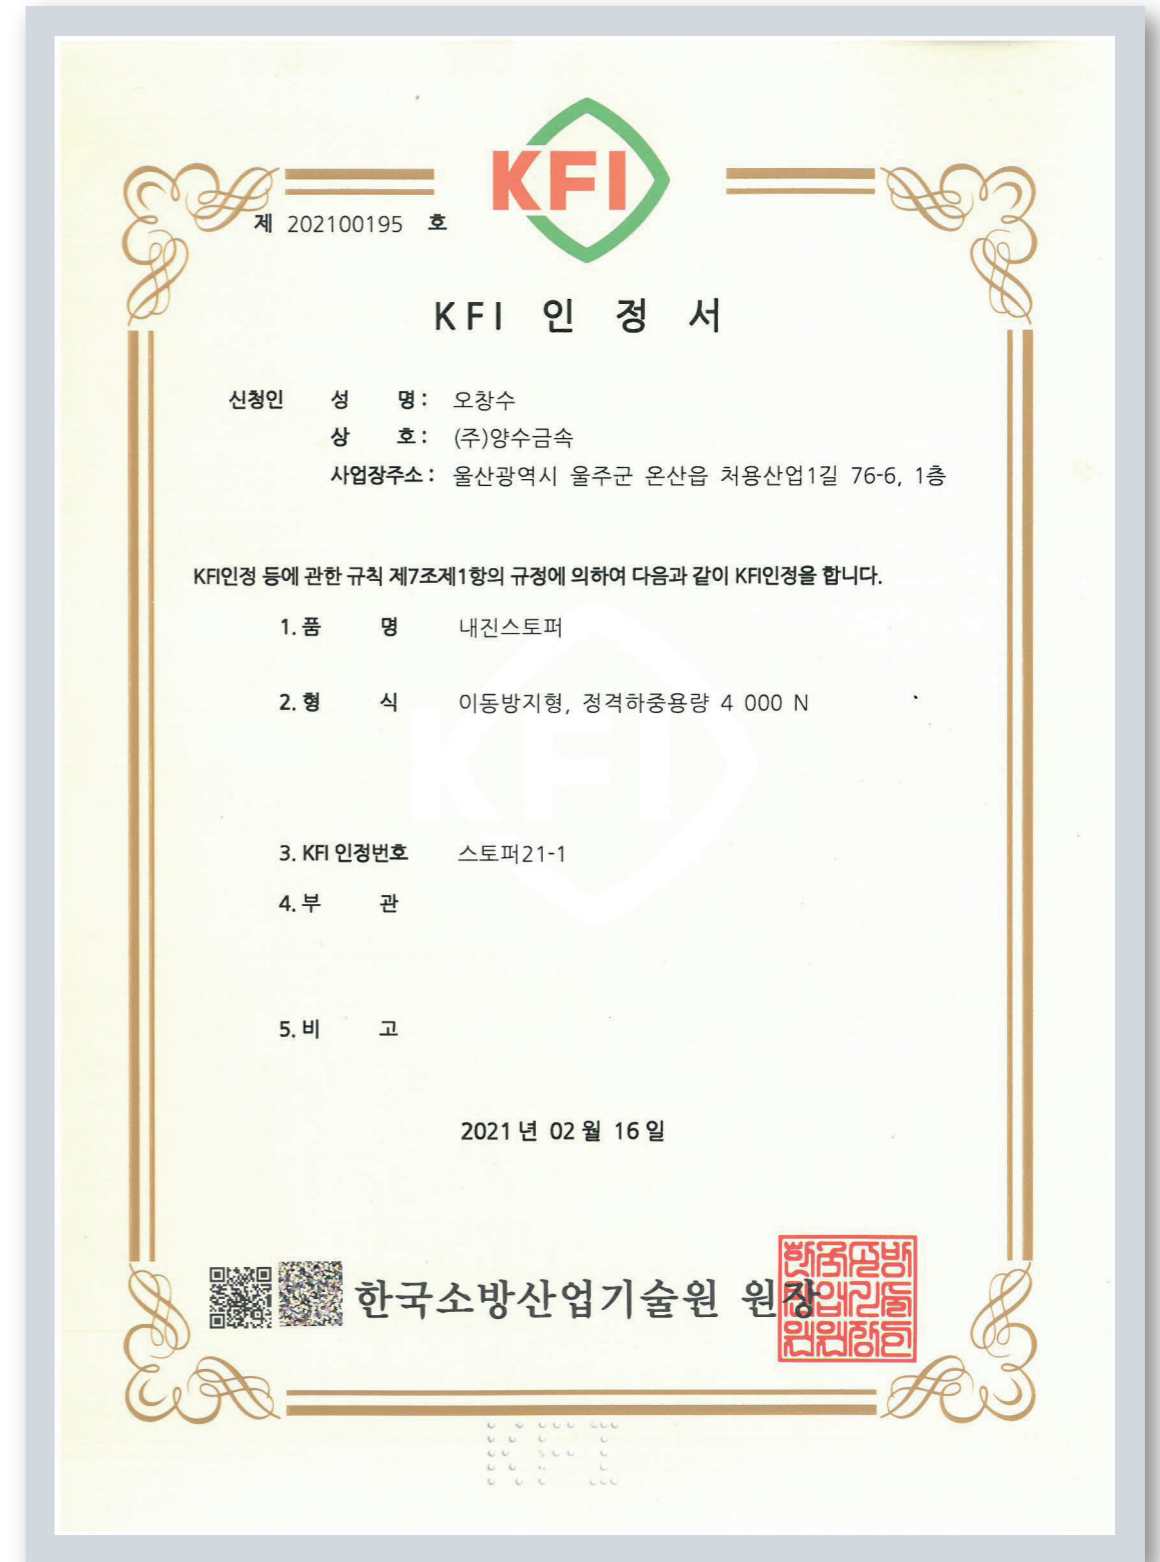 KFI
제 202100195 호
KFI 인 정 서
신청인 성 명 : 오창수
상 호 : (주)양수금속
사업장주소 : 울산광역시 울주군 온산읍 처용산업1길 76-6, 1층
KFI인정 등에 관한 규칙 제7조제1항의 규정에 의하여 다음과 같이 KFI인정을 합니다.
1. 품 명 내진스토퍼
2. 형 식 이동방지형, 정격하중용량 4 000 N
KFI
3. KFI 인정번호 스토퍼21-1
4. 부 관
5. 비 고
2021 년 02 월 16 일
한국소방산업기술원 원장
KFI